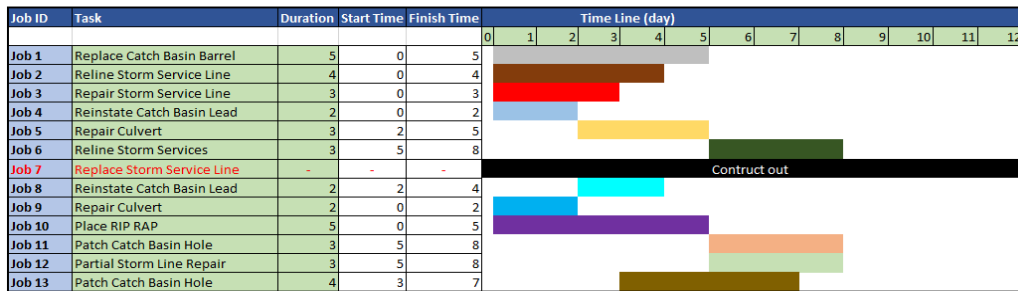 Job ID Task Duration Start Time Finish Time Time Line (day)
0 1 2 3 4 5 6 7 8 9 10 11 12
Job 1 Replace Catch Basin Barrel 5 0 5
Job 2 Reline Storm Service Line 4 0 4
Job 3 Repair Storm Service Line 3 0 3
Job 4 Reinstate Catch Basin Lead 2 0 2
Job 5 Repair Culvert 3 2 5
Job 6 Reline Storm Services 3 5 8
Job 7 Replace Storm Service Line - - - Contruct out
Job 8 Reinstate Catch Basin Lead 2 2 4
Job 9 Repair Culvert 2 0 2
Job 10 Place RIP RAP 5 0 5
Job 11 Patch Catch Basin Hole 3 5 8
Job 12 Partial Storm Line Repair 3 5 8
Job 13 Patch Catch Basin Hole 4 3 7